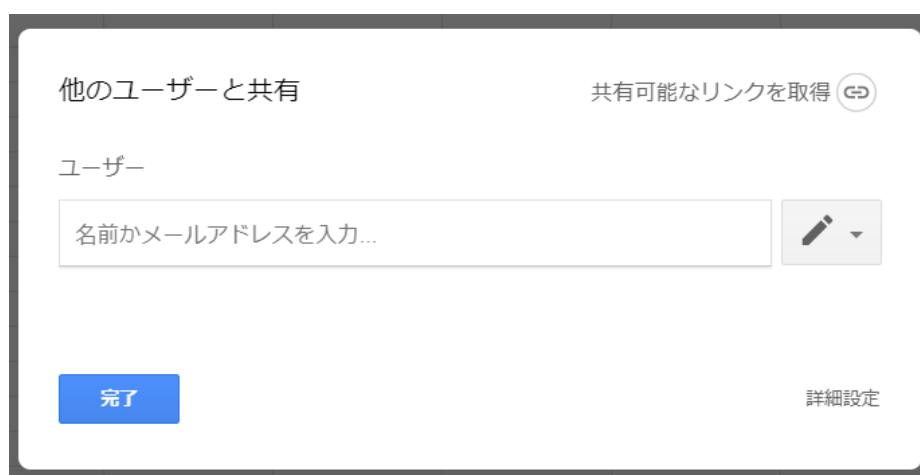 他のユーザーと共有
共有可能なリンクを取得
ユーザー
名前かメールアドレスを入力...
完了
詳細設定